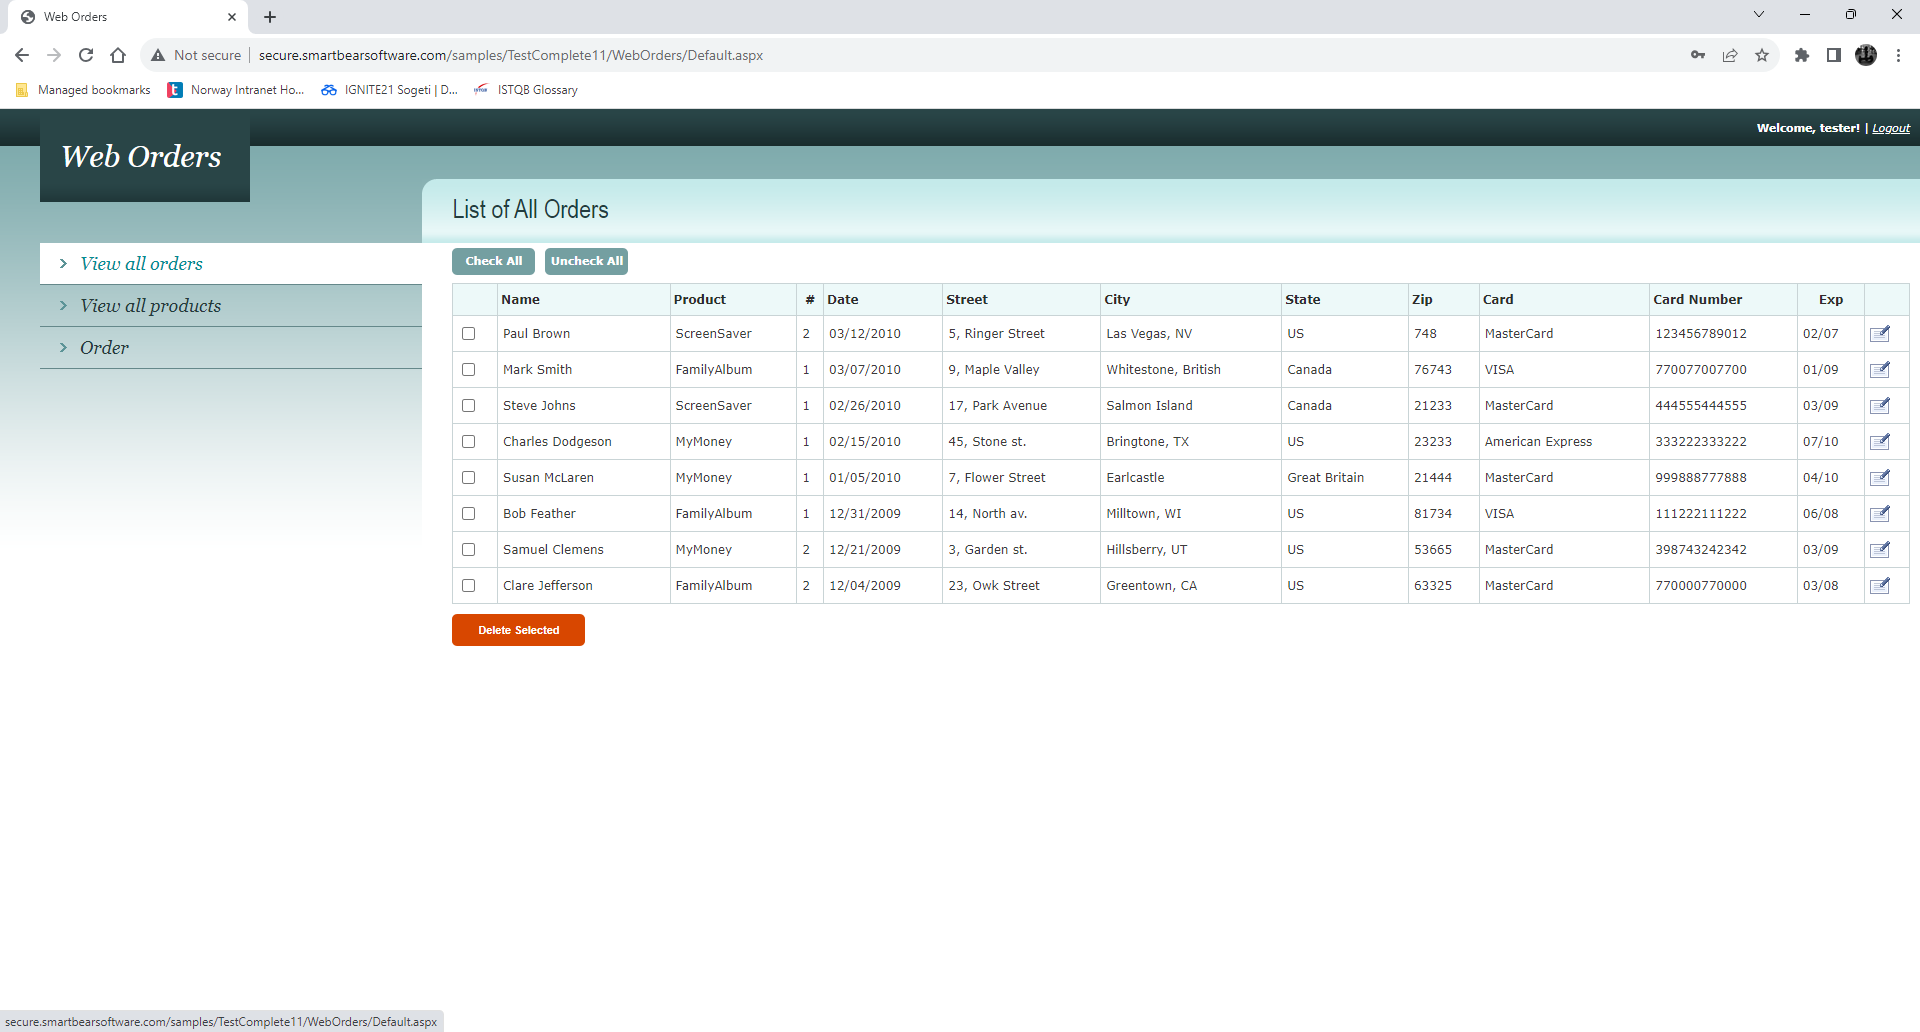 Web Orders
Not secure
secure.smartbearsoftware.com/samples/TestComplete11/WebOrders/Default.aspx
Managed bookmarks Norway Intranet Ho... IGNITE21 Sogeti | D... ISTQB Glossary
Welcome, tester! | Logout
Web Orders
List of All Orders
View all orders
View all products
Order
Check All Uncheck All
Name Product # Date Street City State Zip Card Card Number Exp
Paul Brown ScreenSaver 2 03/12/2010 5, Ringer Street Las Vegas, NV US 748 MasterCard 123456789012 02/07
Mark Smith FamilyAlbum 1 03/07/2010 9, Maple Valley Whitestone, British Canada 76743 VISA 770077007700 01/09
Steve Johns ScreenSaver 1 02/26/2010 17, Park Avenue Salmon Island Canada 21233 MasterCard 444555444555 03/09
Charles Dodgeson MyMoney 1 02/15/2010 45, Stone st. Bringtone, TX US 23233 American Express 333222333222 07/10
Susan McLaren MyMoney 1 01/05/2010 7, Flower Street Earlcastle Great Britain 21444 MasterCard 999888777888 04/10
Bob Feather FamilyAlbum 1 12/31/2009 14, North av. Milltown, WI US 81734 VISA 111222111222 06/08
Samuel Clemens MyMoney 2 12/21/2009 3, Garden st. Hillsberry, UT US 53665 MasterCard 398743242342 03/09
Clare Jefferson FamilyAlbum 2 12/04/2009 23, Owk Street Greentown, CA US 63325 MasterCard 770000770000 03/08
Delete Selected
secure.smartbearsoftware.com/samples/TestComplete11/WebOrders/Default.aspx